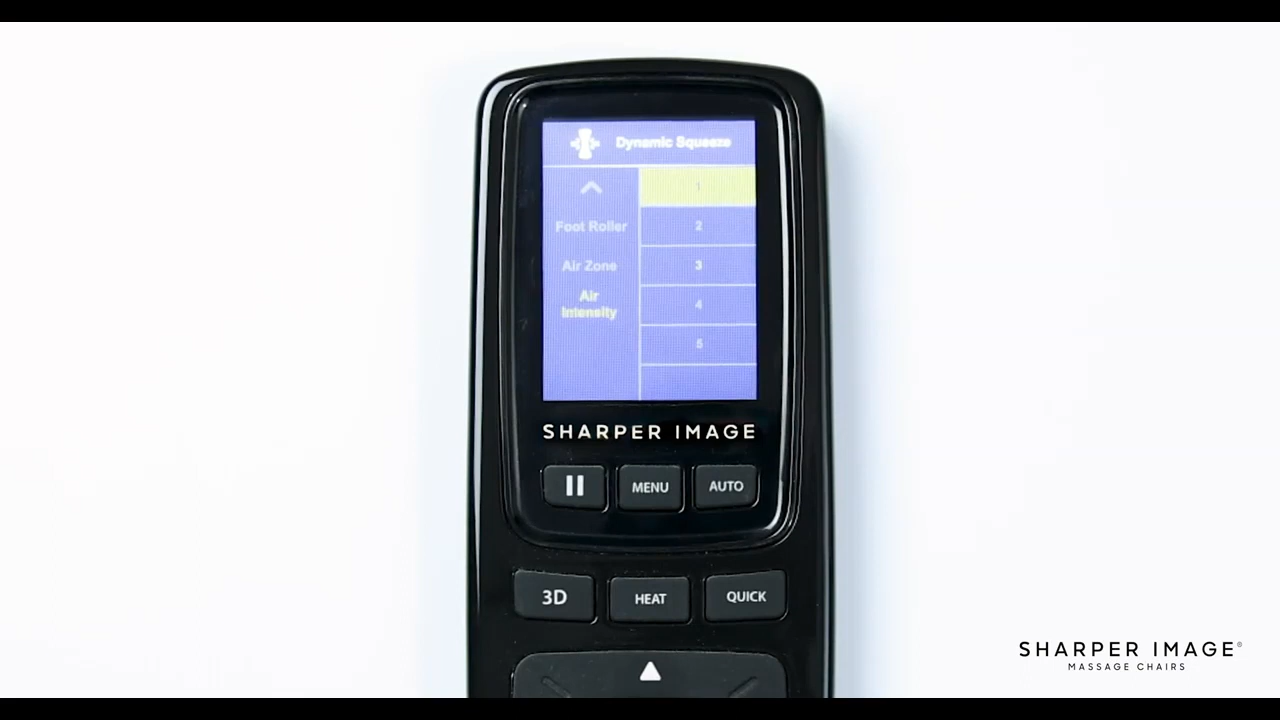 Dynamic Squeeze
1
Foot Roller
2
Air Zone
3
Air
Intensity
4
5
SHARPER IMAGE
MENU
AUTO
3D
HEAT
QUICK
SHARPER IMAGE®
MASSAGE CHAIRS